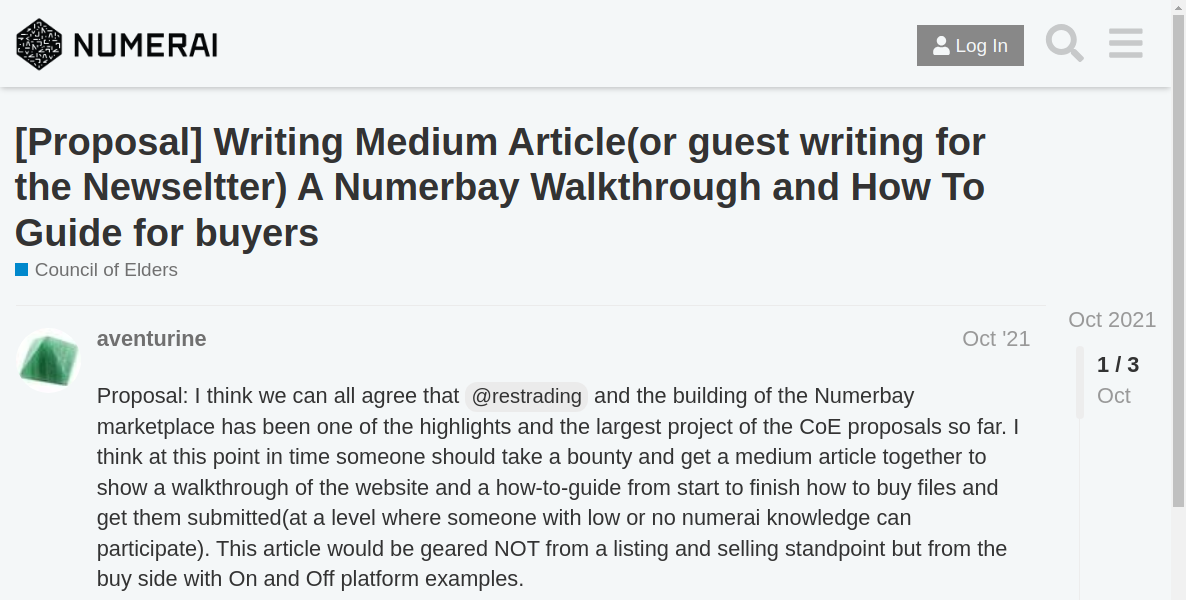 NUMERAI
Log In
[Proposal] Writing Medium Article(or guest writing for
the Newseltter) A Numerbay Walkthrough and How To
Guide for buyers
Council of Elders
aventurine
Oct '21
Proposal: I think we can all agree that @restrading and the building of the Numerbay
marketplace has been one of the highlights and the largest project of the CoE proposals so far. I
think at this point in time someone should take a bounty and get a medium article together to
show a walkthrough of the website and a how-to-guide from start to finish how to buy files and
get them submitted(at a level where someone with low or no numerai knowledge can
participate). This article would be geared NOT from a listing and selling standpoint but from the
buy side with On and Off platform examples.
Oct 2021
1 / 3
Oct